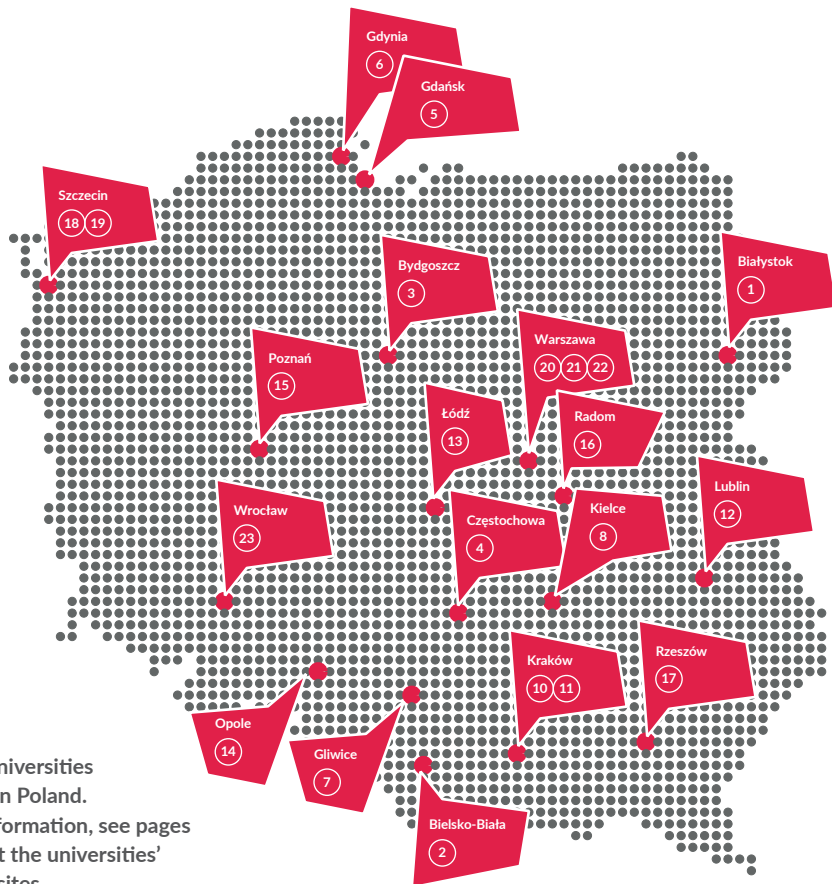 Gdynia
6
Gdańsk
5
Szczecin
18 19
Bydgoszcz
3
Białystok
1
Warszawa
20 21 22
Poznań
15
Łódź
13
Radom
16
Lublin
12
Wrocław
23
Częstochowa
4
Kielce
8
Kraków
10 11
Rzeszów
17
Opole
14
Gliwice
7
Bielsko-Biała
2
niversities
n Poland.
formation, see pages
t the universities’